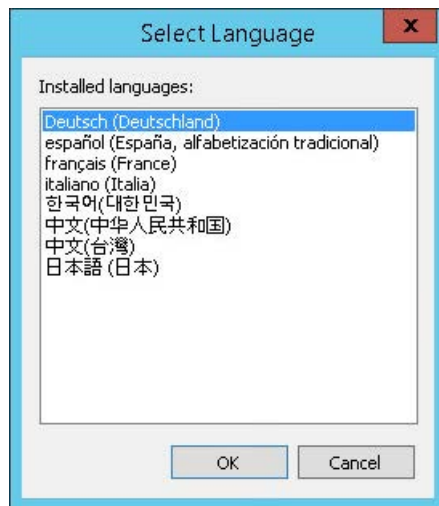 Select Language
x
Installed languages:
Deutsch (Deutschland)
español (España, alfabetización tradicional)
français (France)
italiano (Italia)
한국어(대한민국)
中文(中华人民共和国)
中文(台灣)
日本語 (日本)
OK
Cancel